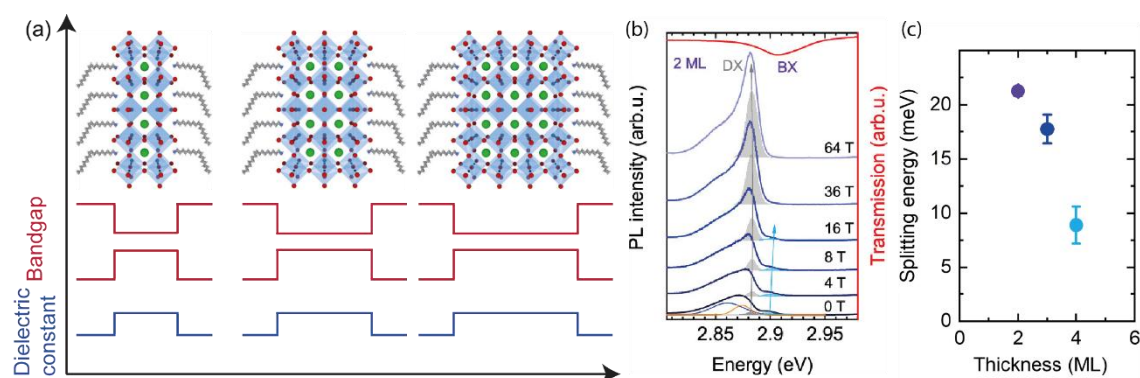 (a)
Bandgap
Dielectric
constant
(b)
2 ML
DX
BX
64 T
36 T
16 T
8 T
4 T
0 T
PL intensity (arb.u.)
Transmission (arb.u.)
2.85
2.9
2.95
Energy (eV)
(c)
Splitting energy (meV)
20
15
10
5
0
0
2
4
6
Thickness (ML)